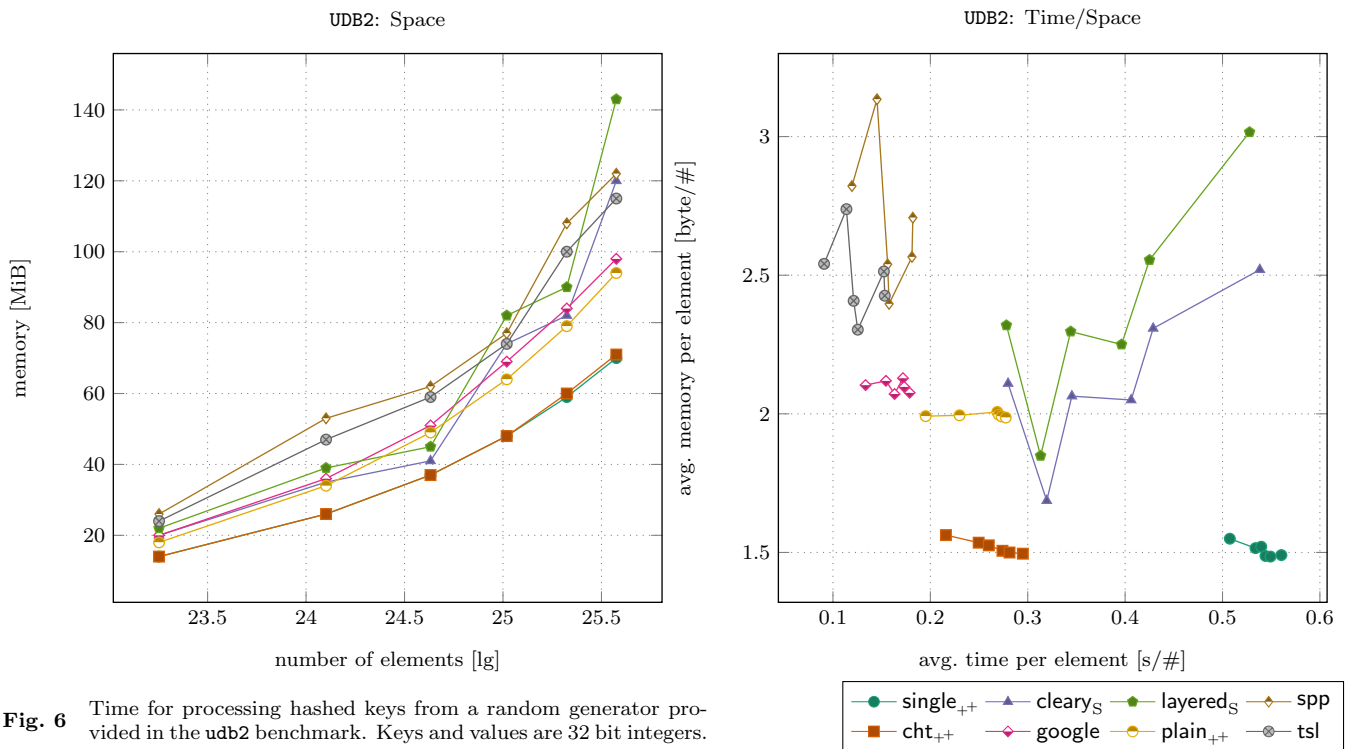 UDB2: Space
UDB2: Time/Space
140
120
100
80
60
40
20
memory [MiB]
23.5 24 24.5 25 25.5
number of elements [lg]
3
2.5
2
1.5
avg. memory per element [byte/#]
0.1 0.2 0.3 0.4 0.5 0.6
avg. time per element [s/#]
single++ clearyS layeredS spp
cht++ google plain++ tsl
Fig. 6 Time for processing hashed keys from a random generator pro-
vided in the udb2 benchmark. Keys and values are 32 bit integers.